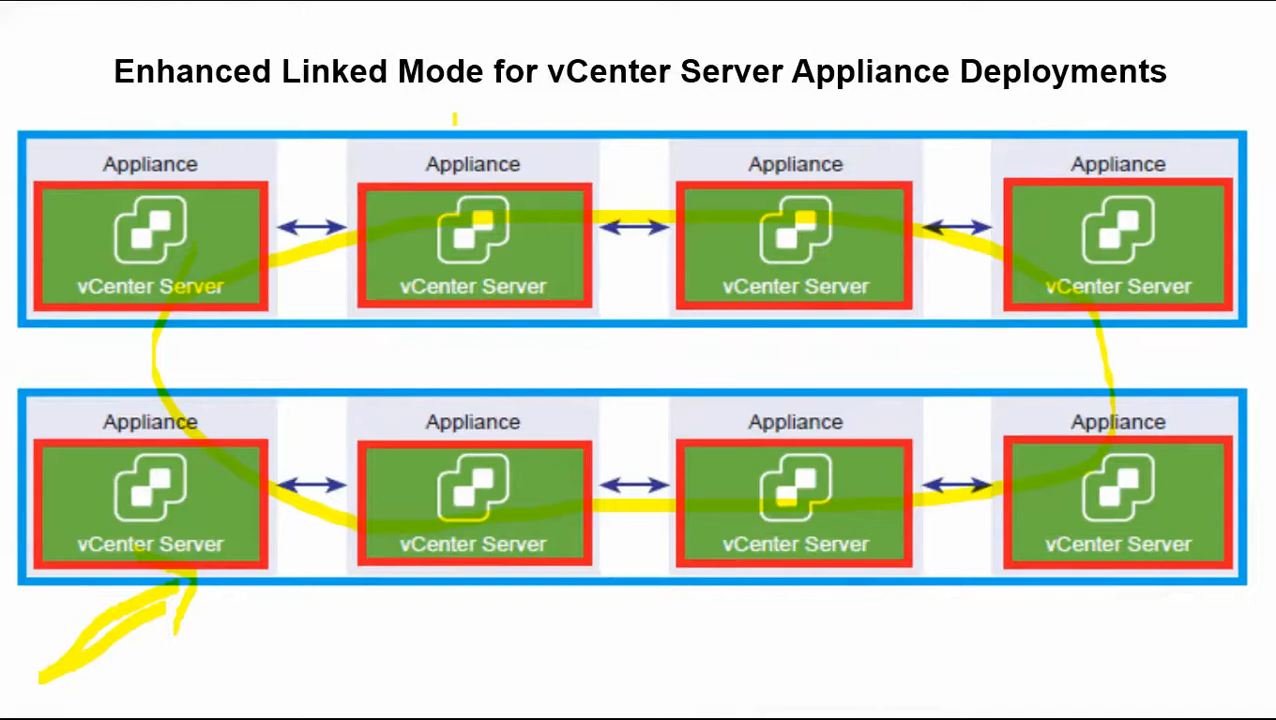 Enhanced Linked Mode for vCenter Server Appliance Deployments
Appliance Appliance Appliance Appliance
vCenter Server vCenter Server vCenter Server vCenter Server
Appliance Appliance Appliance Appliance
vCenter Server vCenter Server vCenter Server vCenter Server